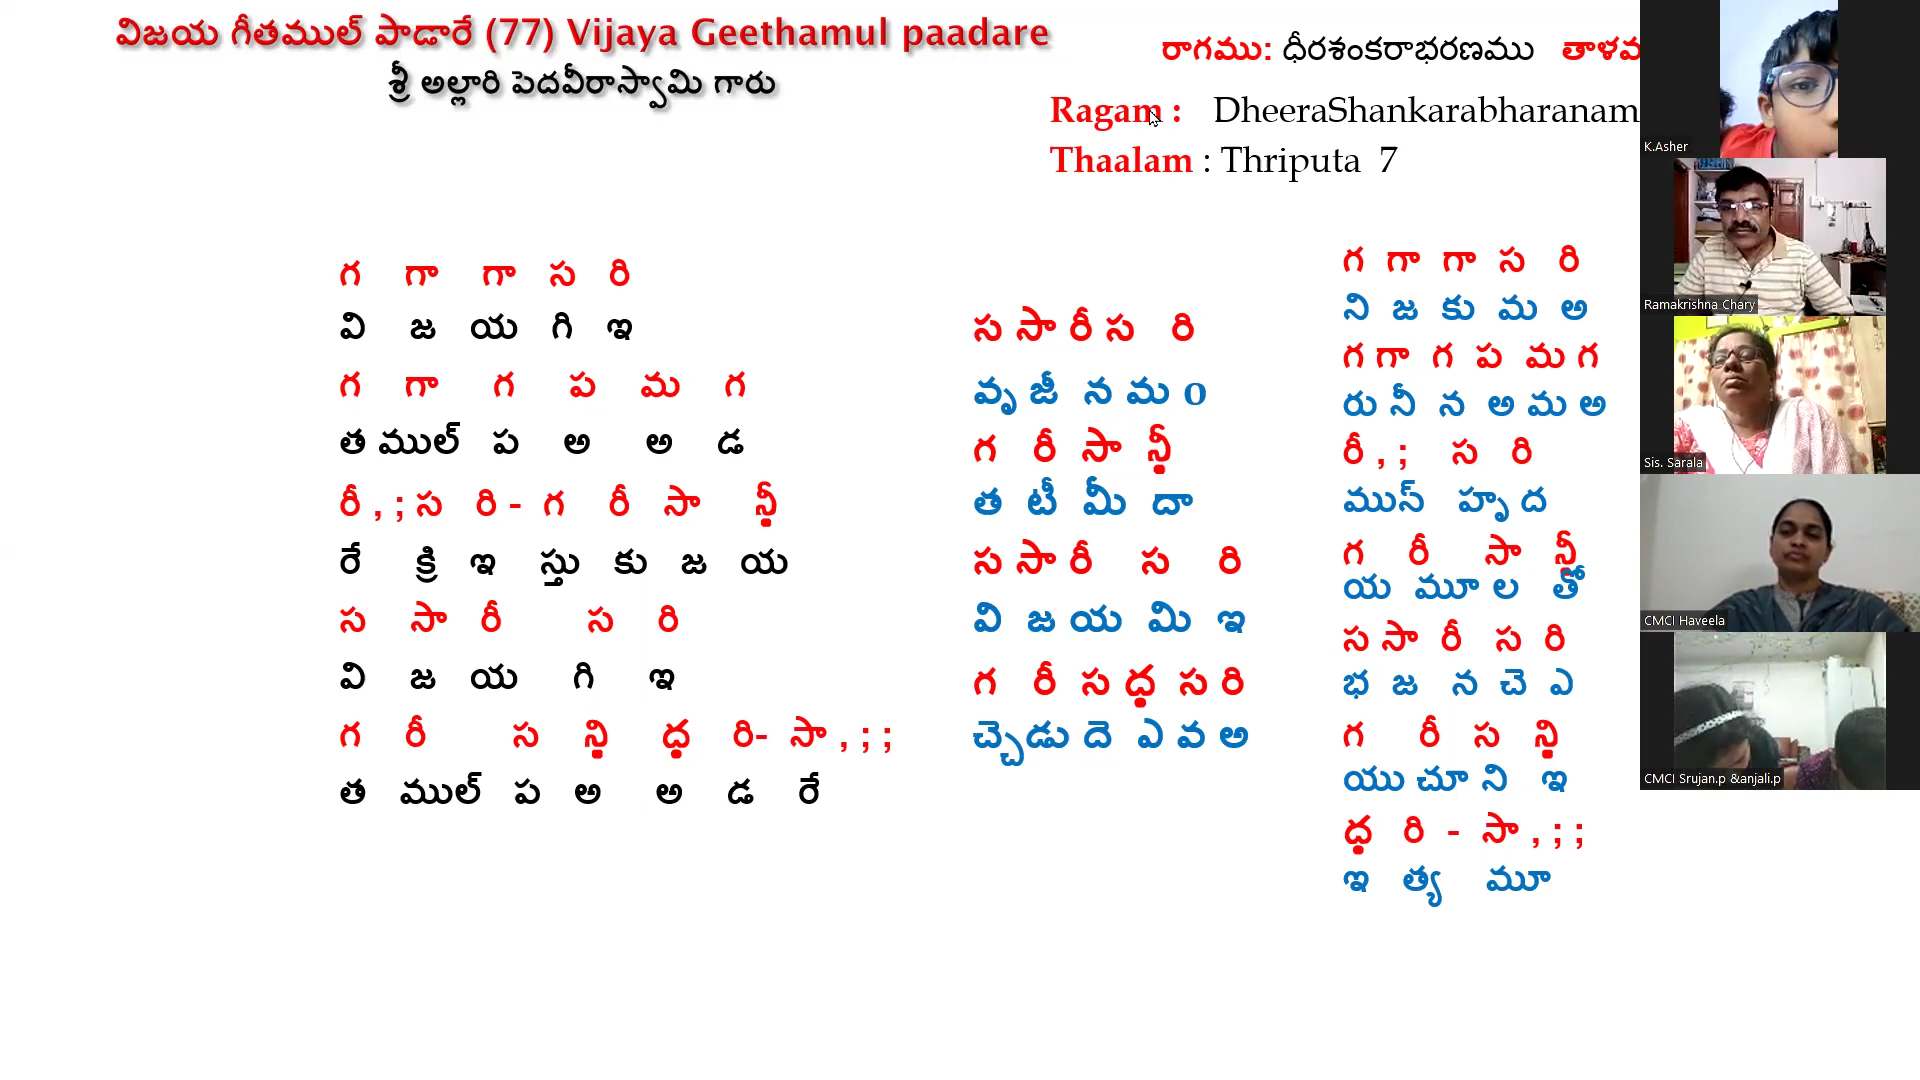 విజయ గీతముల్ పాడారే (77) Vijaya Geethamul paadare
శ్రీ అల్లారి పెదవీరాస్వామి గారు
రాగము: ధీరశంకరాభరణము తాళమ
Ragam : DheeraShankarabharanam
Thaalam : Thriputa 7
గ గా గా స రి
వి జ య గి ఇ
గ గా గ ప మ గ
త ముల్ ప అ అ డ
రీ , ; స రి - గ రీ సా నీ
రే క్రి ఇ స్తు కు జ య
స సా రీ స రి
వి జ య గి ఇ
గ రీ స ని ధ రి- సా , ; ;
త ముల్ ప అ అ డ రే
స సా రీ స రి
వృ జీ న మ ం
గ రీ సా నీ
త టీ మీ దా
స సా రీ స రి
వి జ య మి ఇ
గ రీ స ధ స రి
చ్చెడు దె ఎ వ అ
గ గా గా స రి
ని జ కు మ అ
గ గా గ ప మ గ
రు నీ న అ మ అ
రీ , ; స రి
మున్ హృ ద
గ రీ సా నీ
య మూ ల తో
స సా రీ స రి
భ జ న చె ఎ
గ రీ స ని
యు చూ ని ఇ
ధ రి - సా , ; ;
ఇ త్య మూ
K.Asher
Ramakrishna Chary
Sis. Sarala
CMCI Haveela
CMCI Srujan.p &anjali.p